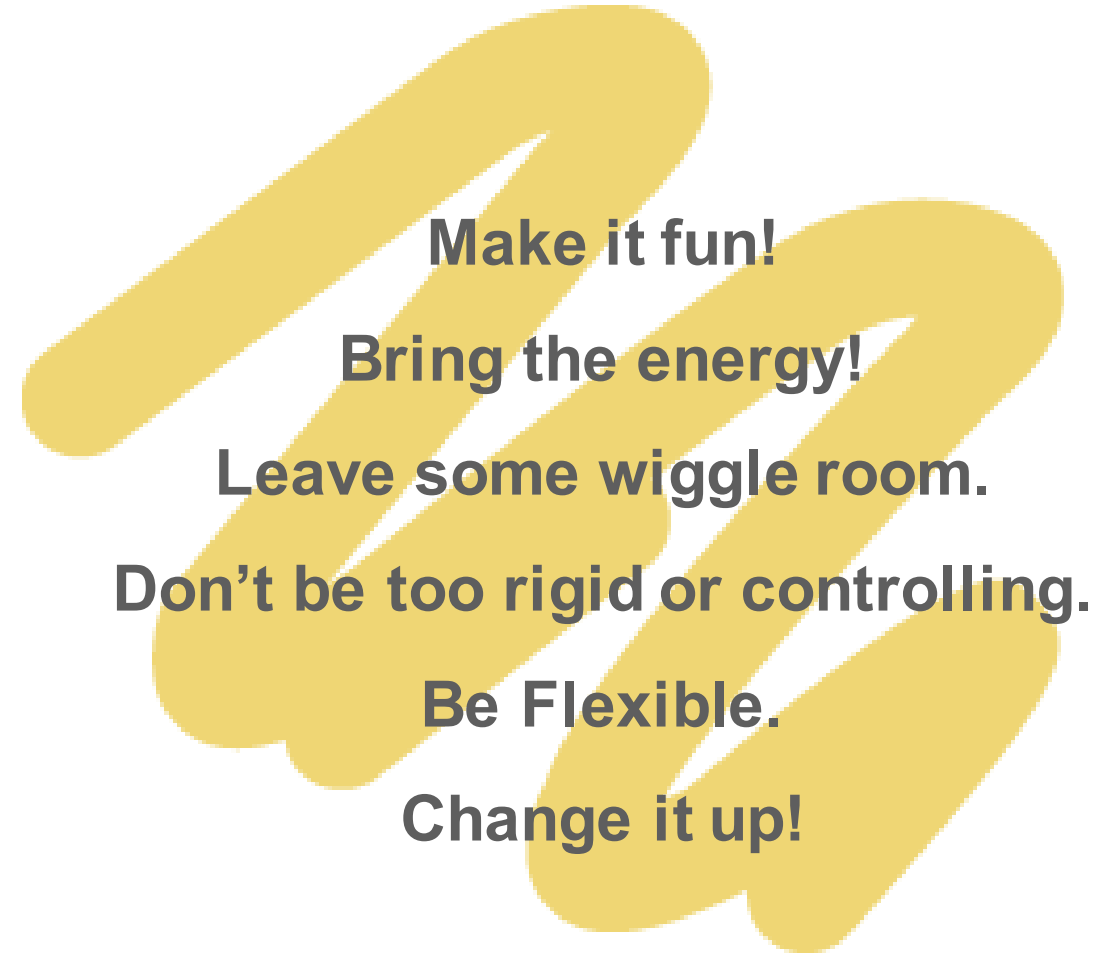 Make it fun!
Bring the energy!
Leave some wiggle room.
Don’t be too rigid or controlling.
Be Flexible.
Change it up!